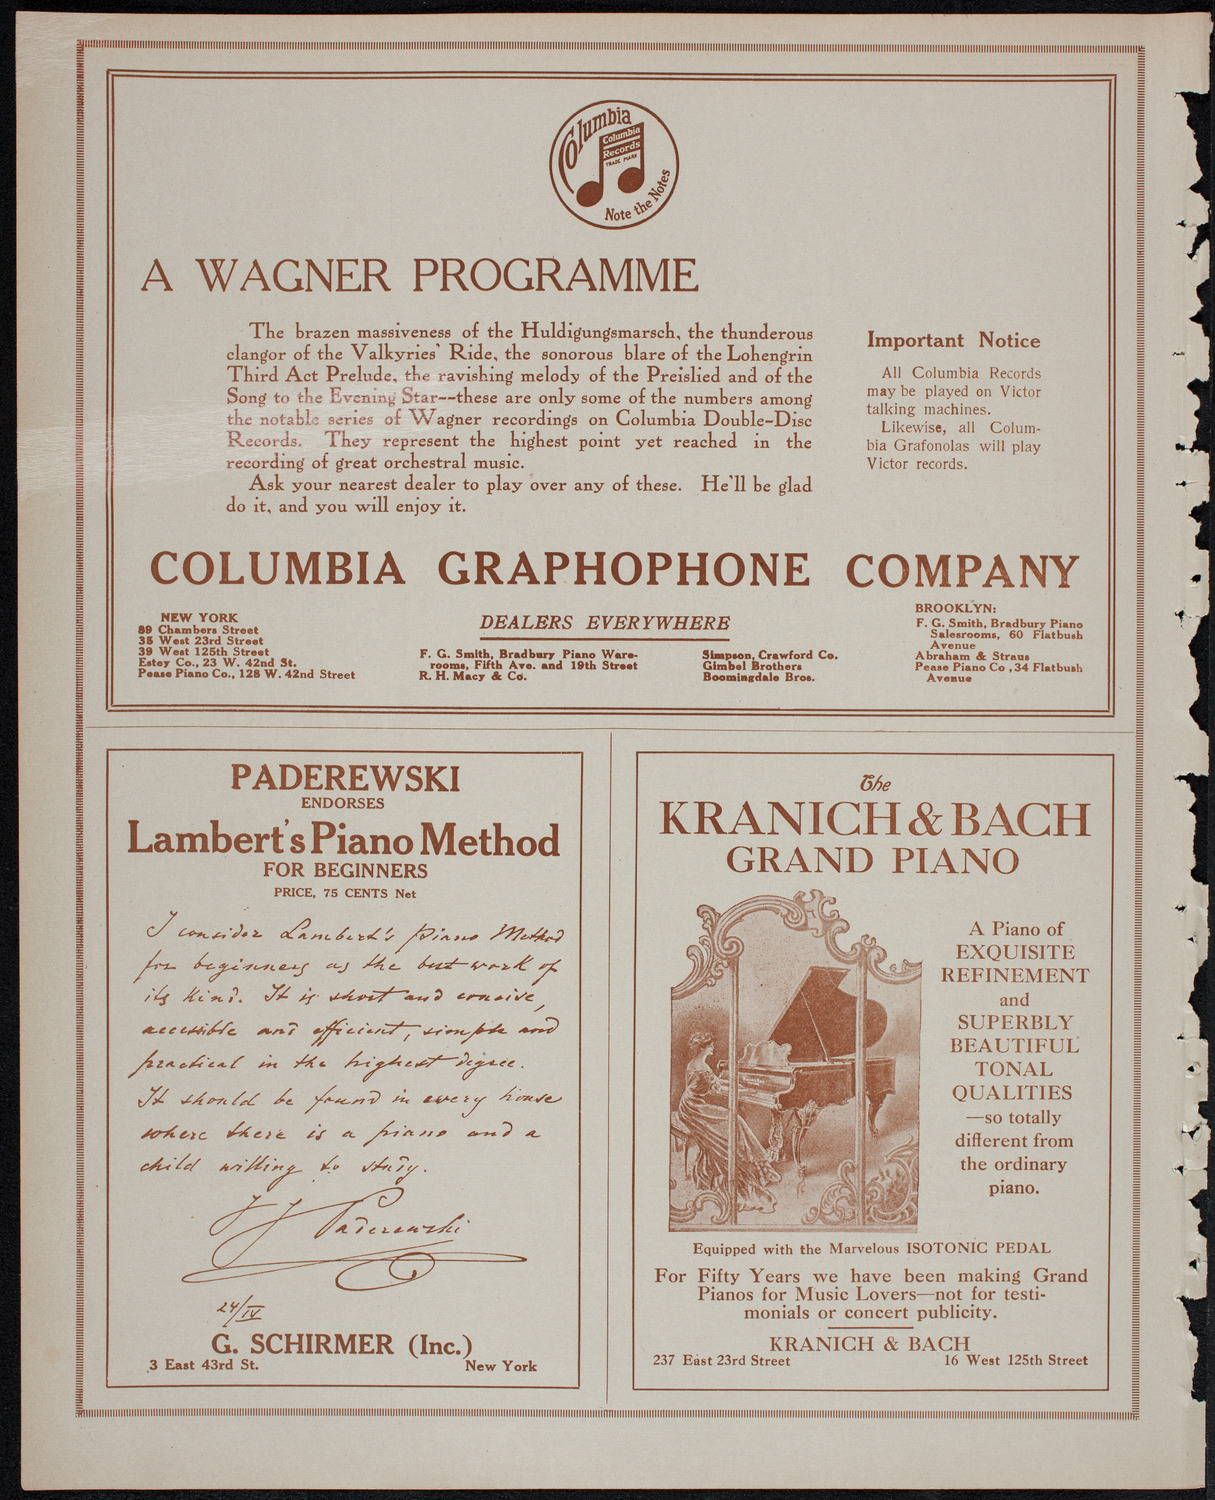 Columbia
Columbia
Records
TRADE MARK
Note the Notes
A WAGNER PROGRAMME
The brazen massiveness of the Huldigungsmarsch, the thunderous
clangor of the Valkyries' Ride, the sonorous blare of the Lohengrin
Third Act Prelude, the ravishing melody of the Preislied and of the
Song to the Evening Star--these are only some of the numbers among
the notable series of Wagner recordings on Columbia Double-Disc
Records. They represent the highest point yet reached in the
recording of great orchestral music.
Ask your nearest dealer to play over any of these. He'll be glad
do it, and you will enjoy it.
Important Notice
All Columbia Records
may be played on Victor
talking machines.
Likewise, all Colum-
bia Grafonolas will play
Victor records.
COLUMBIA GRAPHOPHONE COMPANY
NEW YORK
89 Chambers Street
35 West 23rd Street
39 West 125th Street
Estey Co., 23 W. 42nd St.
Pease Piano Co., 128 W. 42nd Street
DEALERS EVERYWHERE
F. G. Smith, Bradbury Piano Ware-
rooms, Fifth Ave. and 19th Street
R. H. Macy & Co.
Simpson, Crawford Co.
Gimbel Brothers
Boomingdale Bros.
BROOKLYN:
F. G. Smith, Bradbury Piano
Salesrooms, 60 Flatbush
Avenue
Abraham & Straus
Pease Piano Co , 34 Flatbush
Avenue
PADEREWSKI
ENDORSES
Lambert's Piano Method
FOR BEGINNERS
PRICE, 75 CENTS Net
I consider Lambert's Piano Method
for beginners as the best work of
its kind. It is short and concise,
accessible and efficient, simple and
practical in the highest degree.
It should be found in every house
where there is a piano and a
child willing to study.
I J Paderewski
24/IV
G. SCHIRMER (Inc.)
3 East 43rd St. New York
The
KRANICH & BACH
GRAND PIANO
A Piano of
EXQUISITE
REFINEMENT
and
SUPERBLY
BEAUTIFUL
TONAL
QUALITIES
—so totally
different from
the ordinary
piano.
Equipped with the Marvelous ISOTONIC PEDAL
For Fifty Years we have been making Grand
Pianos for Music Lovers—not for testi-
monials or concert publicity.
KRANICH & BACH
237 East 23rd Street 16 West 125th Street